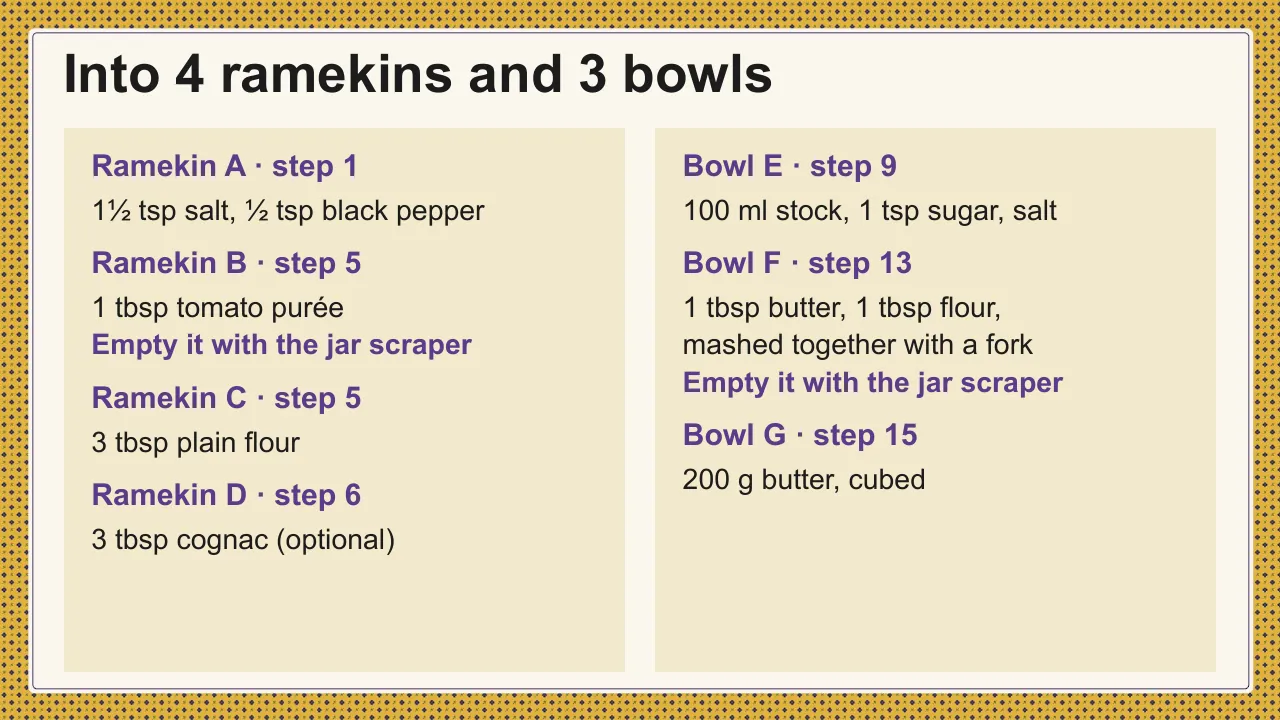 Into 4 ramekins and 3 bowls
Ramekin A · step 1
1½ tsp salt, ½ tsp black pepper
Ramekin B · step 5
1 tbsp tomato purée
Empty it with the jar scraper
Ramekin C · step 5
3 tbsp plain flour
Ramekin D · step 6
3 tbsp cognac (optional)
Bowl E · step 9
100 ml stock, 1 tsp sugar, salt
Bowl F · step 13
1 tbsp butter, 1 tbsp flour,
mashed together with a fork
Empty it with the jar scraper
Bowl G · step 15
200 g butter, cubed